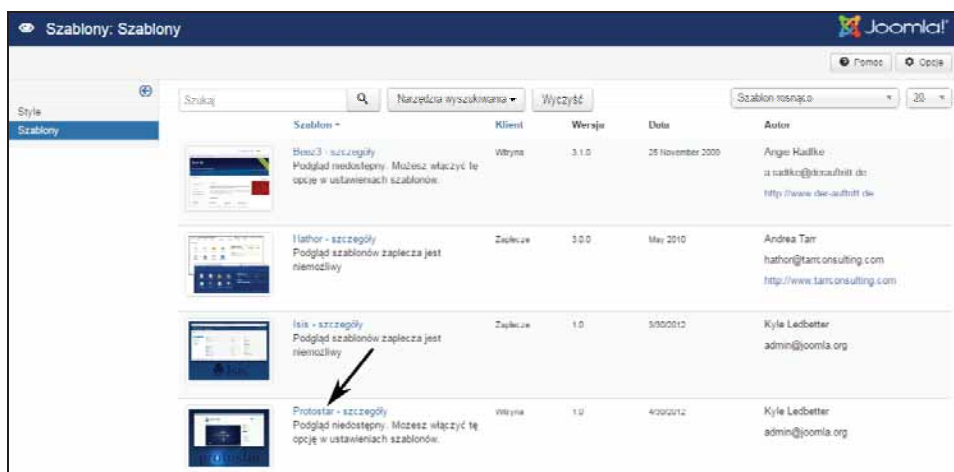 Szablony: Szablony
Joomla!
Pomoc
Opcje
Style
Szablony
Szukaj
Narzędzia wyszukiwania
Wyczyść
Szablon rosnąco
20
Szablon
Klient
Wersja
Data
Autor
Beez3 - szczegóły
Podgląd niedostępny. Możesz włączyć tę
opcję w ustawieniach szablonów.
Witryna
3.1.0
25 November 2009
Angie Radtke
a.radtke@derauftritt.de
http://www.der-auftritt.de
Hathor - szczegóły
Podgląd szablonów zaplecza jest
niemożliwy
Zaplecze
3.0.0
May 2010
Andrea Tarr
hathor@tarrconsulting.com
http://www.tarrconsulting.com
Isis - szczegóły
Podgląd szablonów zaplecza jest
niemożliwy
Zaplecze
1.0
3/30/2012
Kyle Ledbetter
admin@joomla.org
isis
Protostar - szczegóły
Podgląd niedostępny. Możesz włączyć tę
opcję w ustawieniach szablonów.
Witryna
1.0
4/30/2012
Kyle Ledbetter
admin@joomla.org
protostar